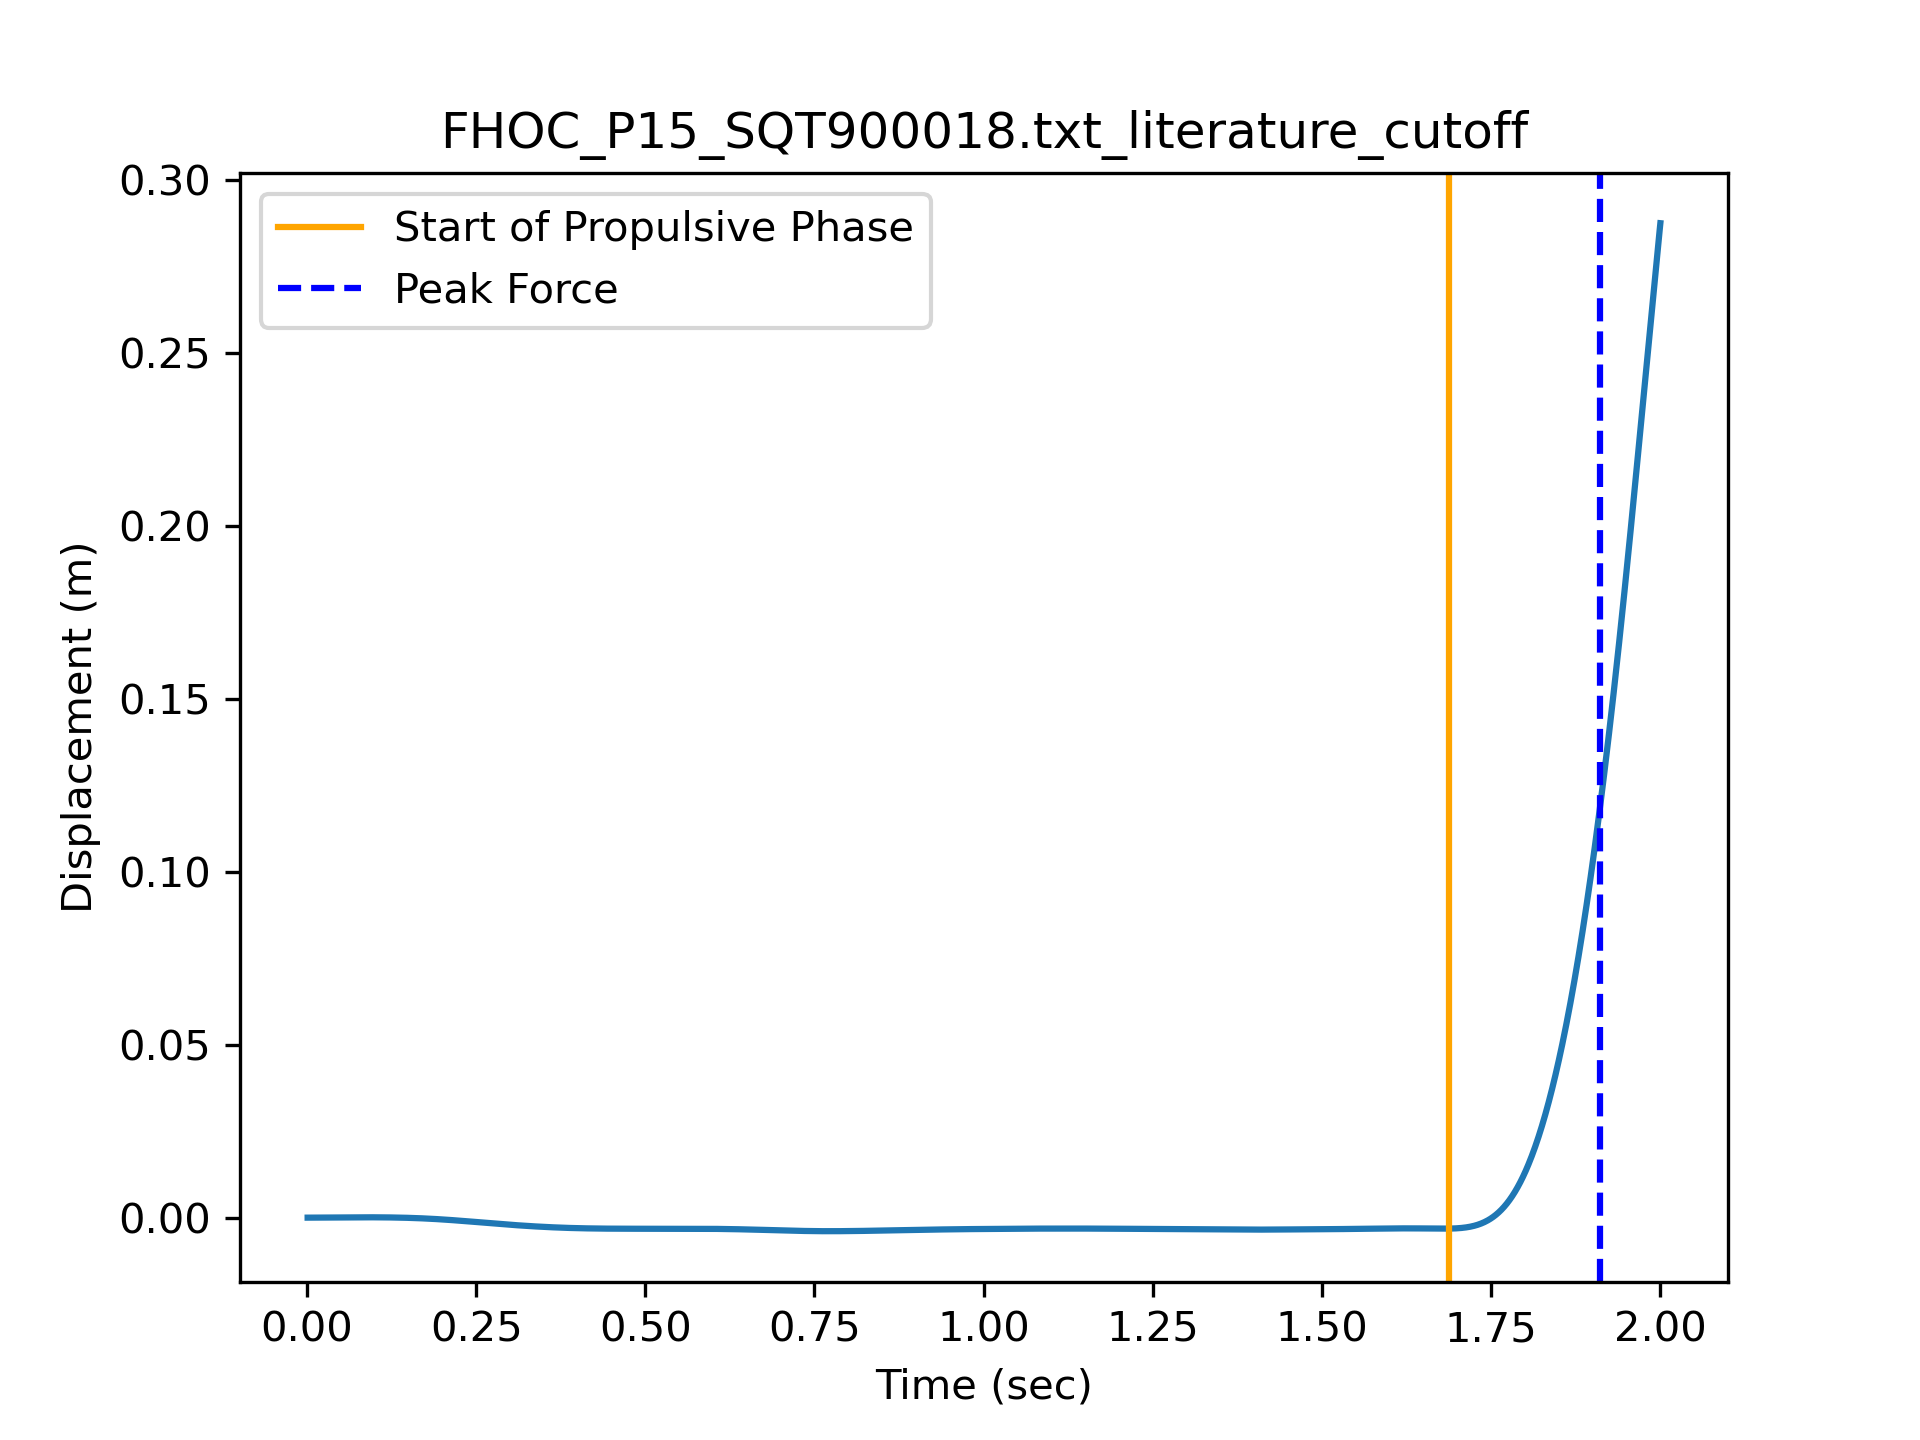 FHOC_P15_SQT900018.txt_literature_cutoff
Start of Propulsive Phase
Peak Force
0.30
0.25
0.20
0.15
0.10
0.05
0.00
Displacement (m)
0.00 0.25 0.50 0.75 1.00 1.25 1.50 1.75 2.00
Time (sec)